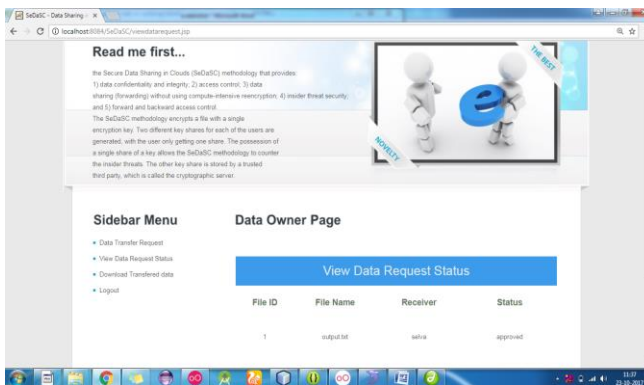 SeDaSC - Data Sharing
localhost:8084/SeDaSC/viewdatarequest.jsp
Read me first...
the Secure Data Sharing in Clouds (SeDaSC) methodology that provides
1) data confidentiality and integrity; 2) access control; 3) data
sharing (forwarding) without using compute-intensive reencryption; 4) insider threat security;
and 5) forward and backward access control.
The SeDaSC methodology encrypts a file with a single
encryption key. Two different key shares for each of the users are
generated, with the user only getting one share. The possession of
a single share of a key allows the SeDaSC methodology to counter
the insider threats. The other key share is stored by a trusted
third party, which is called the cryptographic server.
THE BEST
NOVELTY
Sidebar Menu
Data Transfer Request
View Data Request Status
Download Transfered data
Logout
Data Owner Page
View Data Request Status
File ID File Name Receiver Status
1 output.txt selva approved
11:37